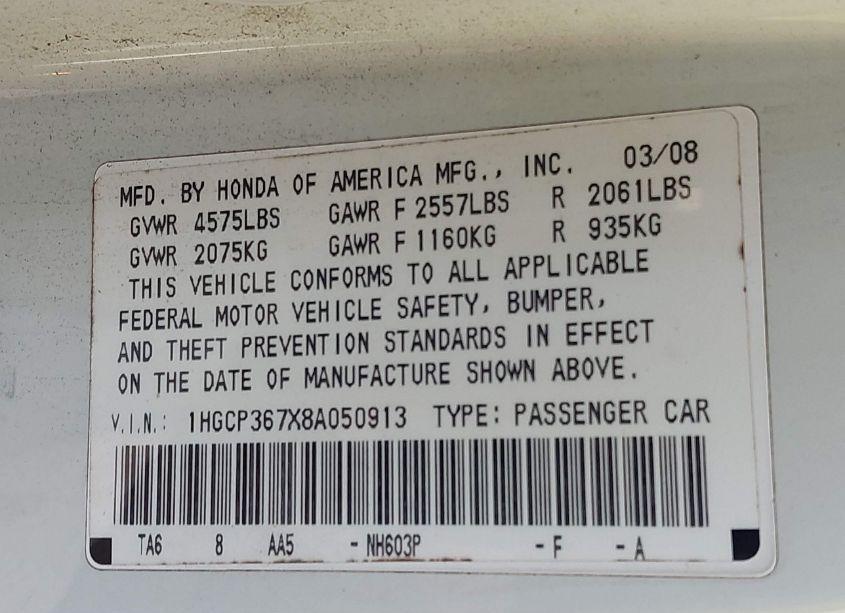 MFD. BY HONDA OF AMERICA MFG., INC. 03/08
GVWR 4575LBS GAWR F 2557LBS R 2061LBS
GVWR 2075KG GAWR F 1160KG R 935KG
THIS VEHICLE CONFORMS TO ALL APPLICABLE
FEDERAL MOTOR VEHICLE SAFETY, BUMPER,
AND THEFT PREVENTION STANDARDS IN EFFECT
ON THE DATE OF MANUFACTURE SHOWN ABOVE.
V.I.N.: 1HGCP367X8A050913 TYPE: PASSENGER CAR
TA6 8 AA5 - NH603P - F - A